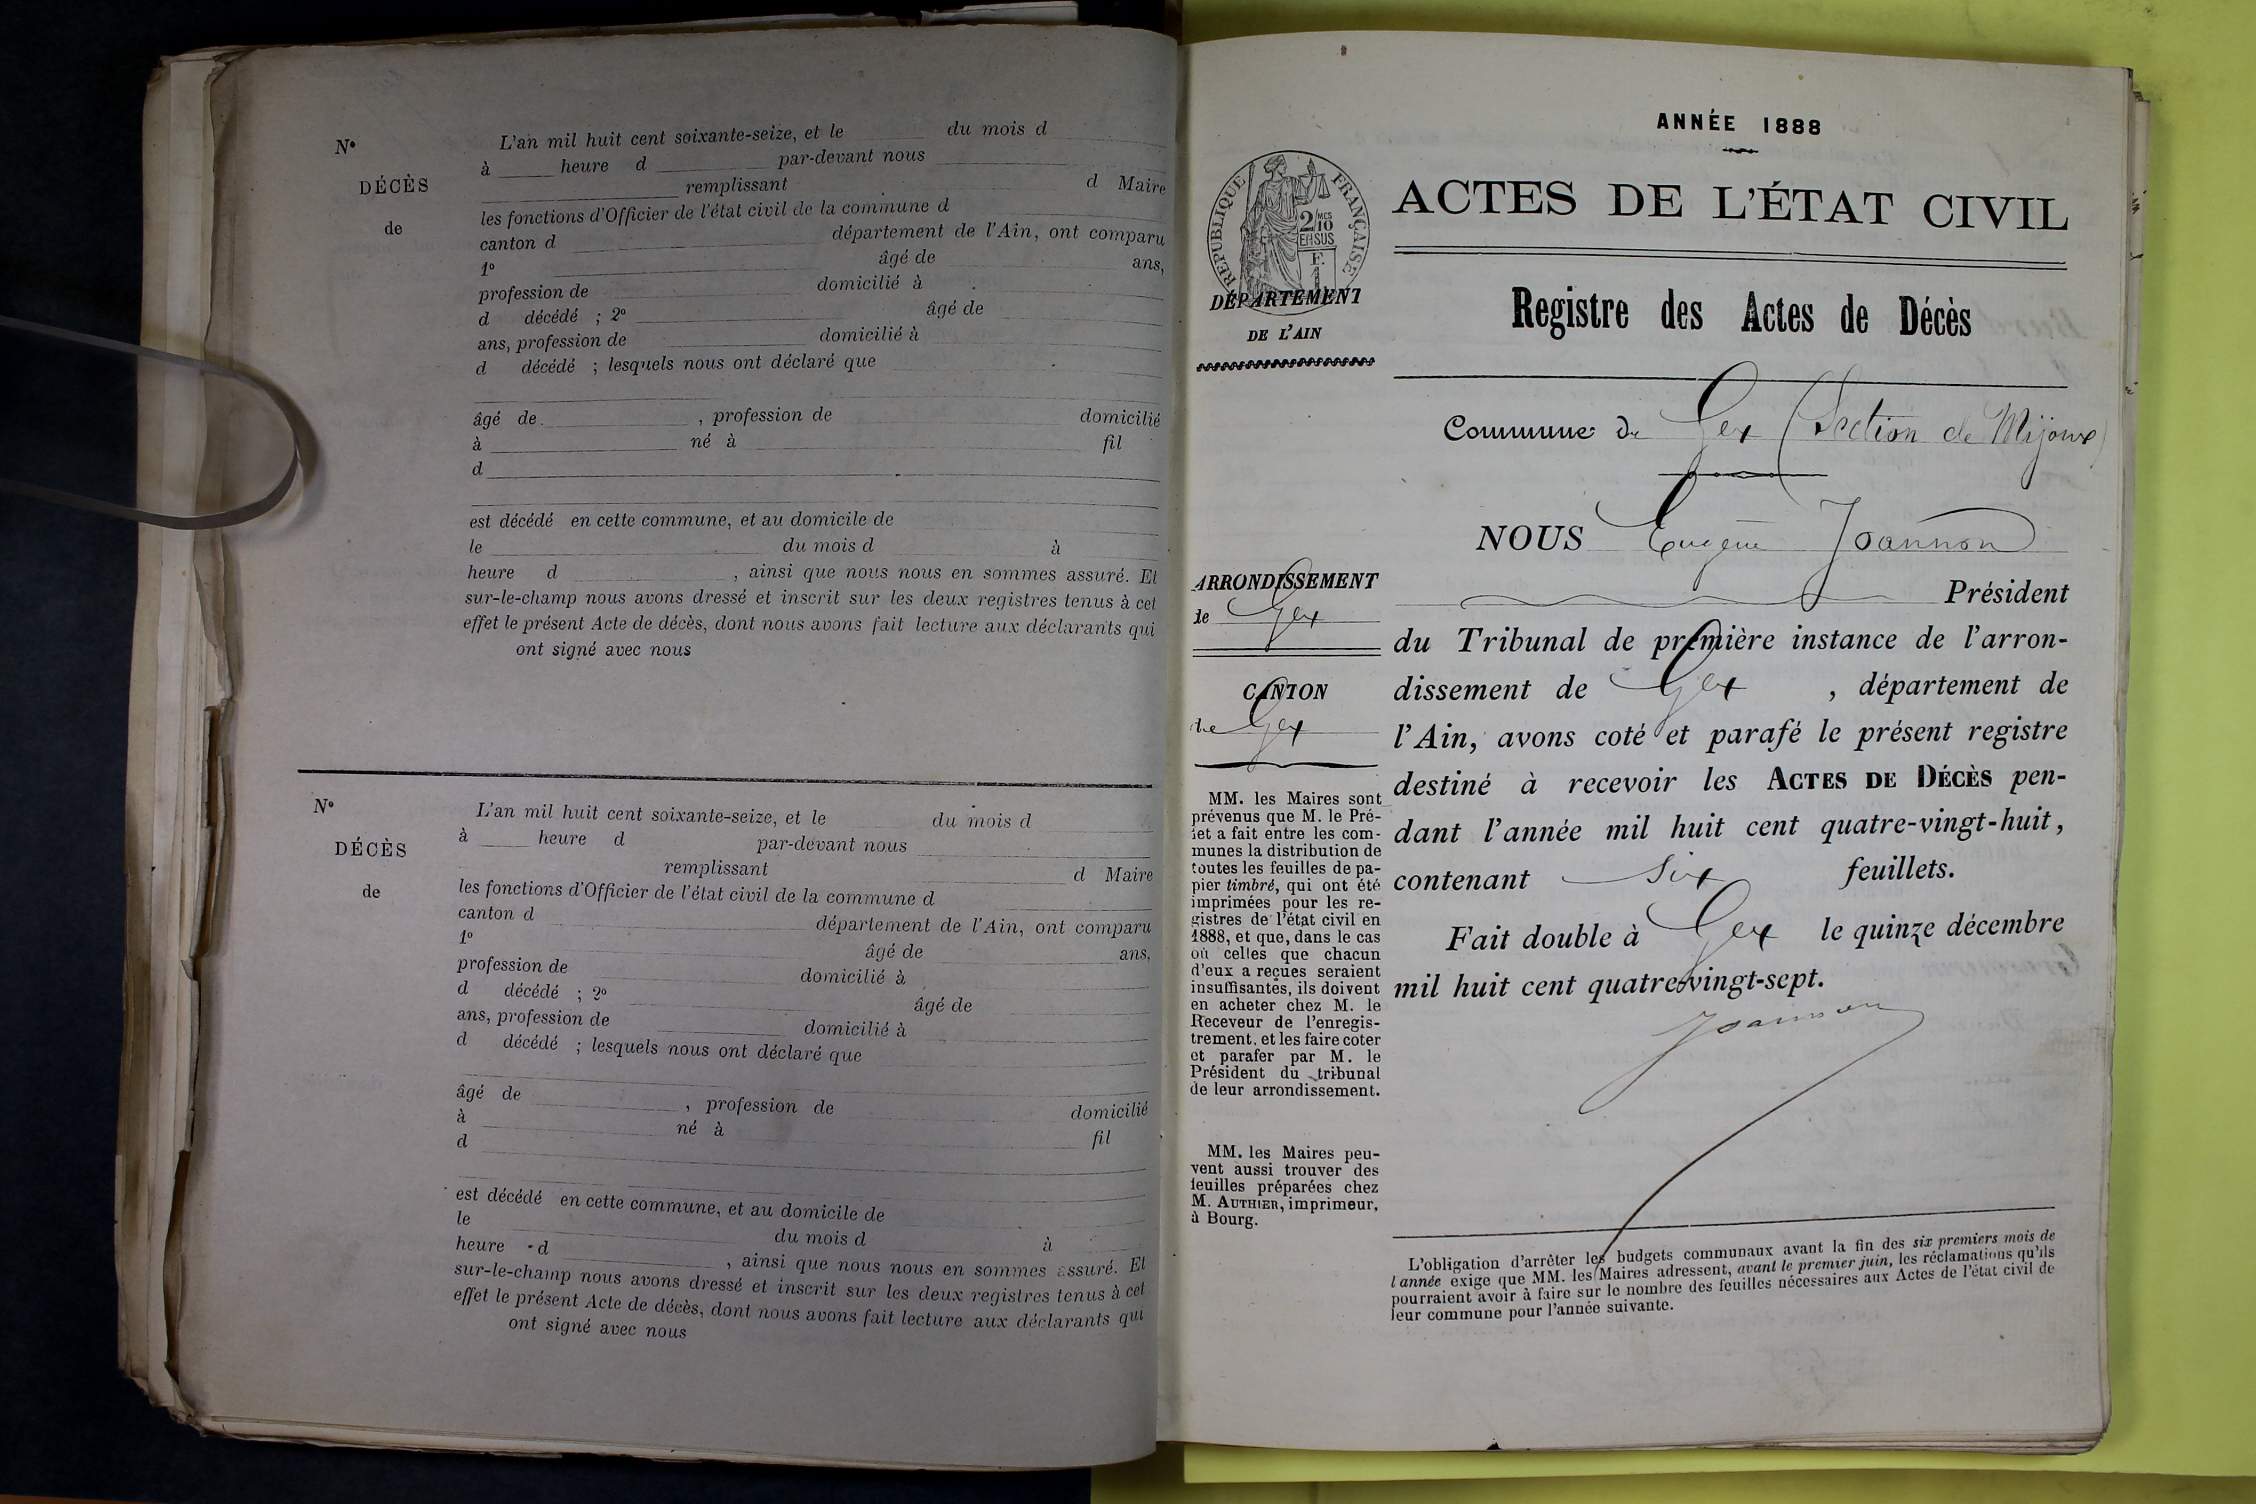 N°
DÉCÈS
de
L'an mil huit cent soixante-seize, et le du mois d
à heure d par-devant nous
remplissant d Maire
les fonctions d'Officier de l'état civil de la commune d
canton d département de l'Ain, ont comparu
1° âgé de ans,
profession de domicilié à
d décédé ; 2° âgé de
ans, profession de domicilié à
d décédé ; lesquels nous ont déclaré que
âgé de , profession de domicilié
à né à fil
d
est décédé en cette commune, et au domicile de
le du mois d à
heure d , ainsi que nous nous en sommes assuré. Et
sur-le-champ nous avons dressé et inscrit sur les deux registres tenus à cet
effet le présent Acte de décès, dont nous avons fait lecture aux déclarants qui
ont signé avec nous
N°
DÉCÈS
de
L'an mil huit cent soixante-seize, et le du mois d
à heure d par-devant nous
remplissant d Maire
les fonctions d'Officier de l'état civil de la commune d
canton d département de l'Ain, ont comparu
1° âgé de ans,
profession de domicilié à
d décédé ; 2° âgé de
ans, profession de domicilié à
d décédé ; lesquels nous ont déclaré que
âgé de , profession de domicilié
à né à fil
d
est décédé en cette commune, et au domicile de
le du mois d à
heure d , ainsi que nous nous en sommes assuré. Et
sur-le-champ nous avons dressé et inscrit sur les deux registres tenus à cet
effet le présent Acte de décès, dont nous avons fait lecture aux déclarants qui
ont signé avec nous
ANNÉE 1888
RÉPUBLIQUE FRANÇAISE
2 MCS
/10
EN SUS
F.
1
DÉPARTEMENT
DE L'AIN
ACTES DE L'ÉTAT CIVIL
Registre des Actes de Décès
Commune de Gex (Section de Mijoux)
ARRONDISSEMENT
de Gex
CANTON
de Gex
MM. les Maires sont
prévenus que M. le Pré-
fet a fait entre les com-
munes la distribution de
toutes les feuilles de pa-
pier timbré, qui ont été
imprimées pour les re-
gistres de l'état civil en
1888, et que, dans le cas
où celles que chacun
d'eux a reçues seraient
insuffisantes, ils doivent
en acheter chez M. le
Receveur de l'enregis-
trement, et les faire coter
et parafer par M. le
Président du tribunal
de leur arrondissement.
MM. les Maires peu-
vent aussi trouver des
feuilles préparées chez
M. AUTHIER, imprimeur,
à Bourg.
NOUS Eugène Joannon
Président
du Tribunal de première instance de l'arron-
dissement de Gex , département de
l'Ain, avons coté et parafé le présent registre
destiné à recevoir les ACTES DE DÉCÈS pen-
dant l'année mil huit cent quatre-vingt-huit,
contenant six feuillets.
Fait double à Gex le quinze décembre
mil huit cent quatre-vingt-sept.
Joannon
L'obligation d'arrêter les budgets communaux avant la fin des six premiers mois de
l'année exige que MM. les Maires adressent, avant le premier juin, les réclamations qu'ils
pourraient avoir à faire sur le nombre des feuilles nécessaires aux Actes de l'état civil de
leur commune pour l'année suivante.